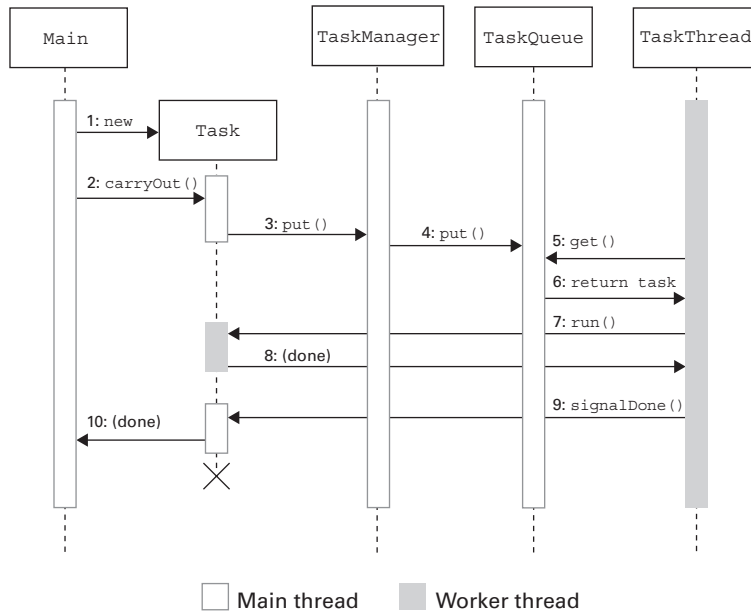 Main
TaskManager
TaskQueue
TaskThread
1: new
Task
2: carryOut()
3: put()
4: put()
5: get()
6: return task
7: run()
8: (done)
9: signalDone()
10: (done)
Main thread
Worker thread